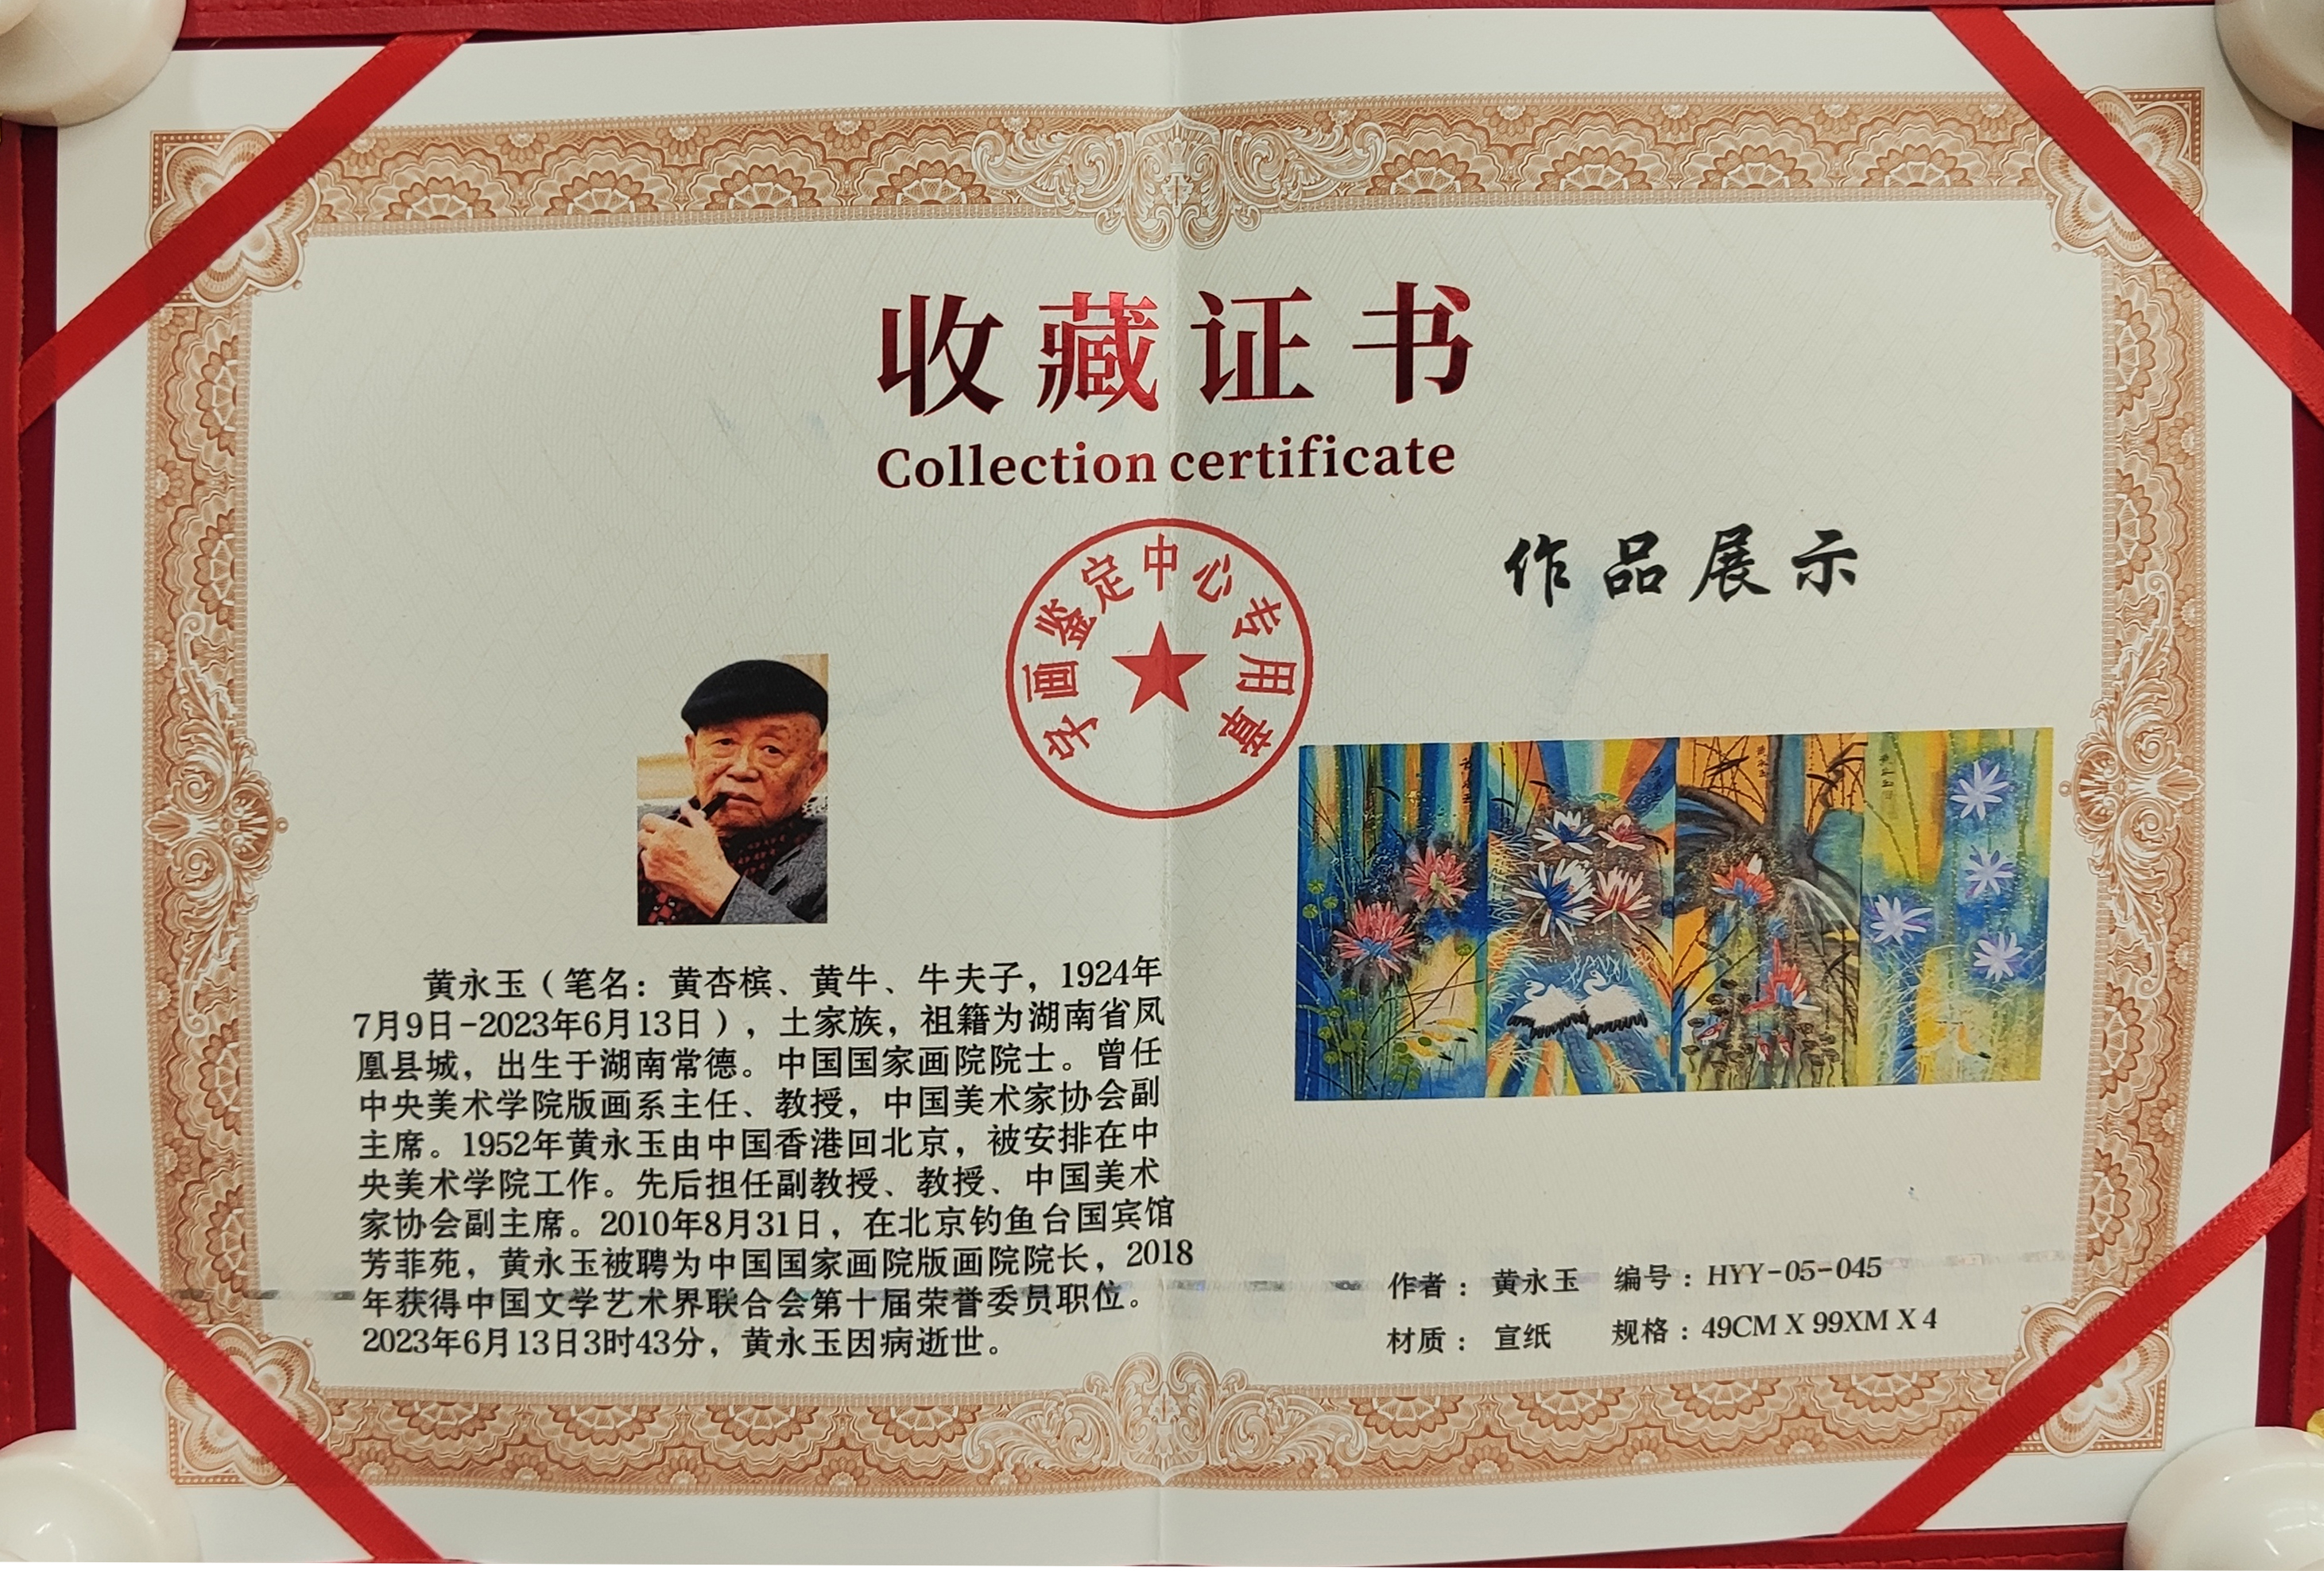 收藏证书
Collection certificate
字画鉴定中心专用章
作品展示
黄永玉（笔名：黄杏槟、黄牛、牛夫子，1924年
7月9日-2023年6月13日），土家族，祖籍为湖南省凤
凰县城，出生于湖南常德。中国国家画院院士。曾任
中央美术学院版画系主任、教授，中国美术家协会副
主席。1952年黄永玉由中国香港回北京，被安排在中
央美术学院工作。先后担任副教授、教授、中国美术
家协会副主席。2010年8月31日，在北京钓鱼台国宾馆
芳菲苑，黄永玉被聘为中国国家画院版画院院长，2018
年获得中国文学艺术界联合会第十届荣誉委员职位。
2023年6月13日3时43分，黄永玉因病逝世。
作者： 黄永玉 编号：HYY-05-045
材质： 宣纸 规格：49CM X 99XM X 4